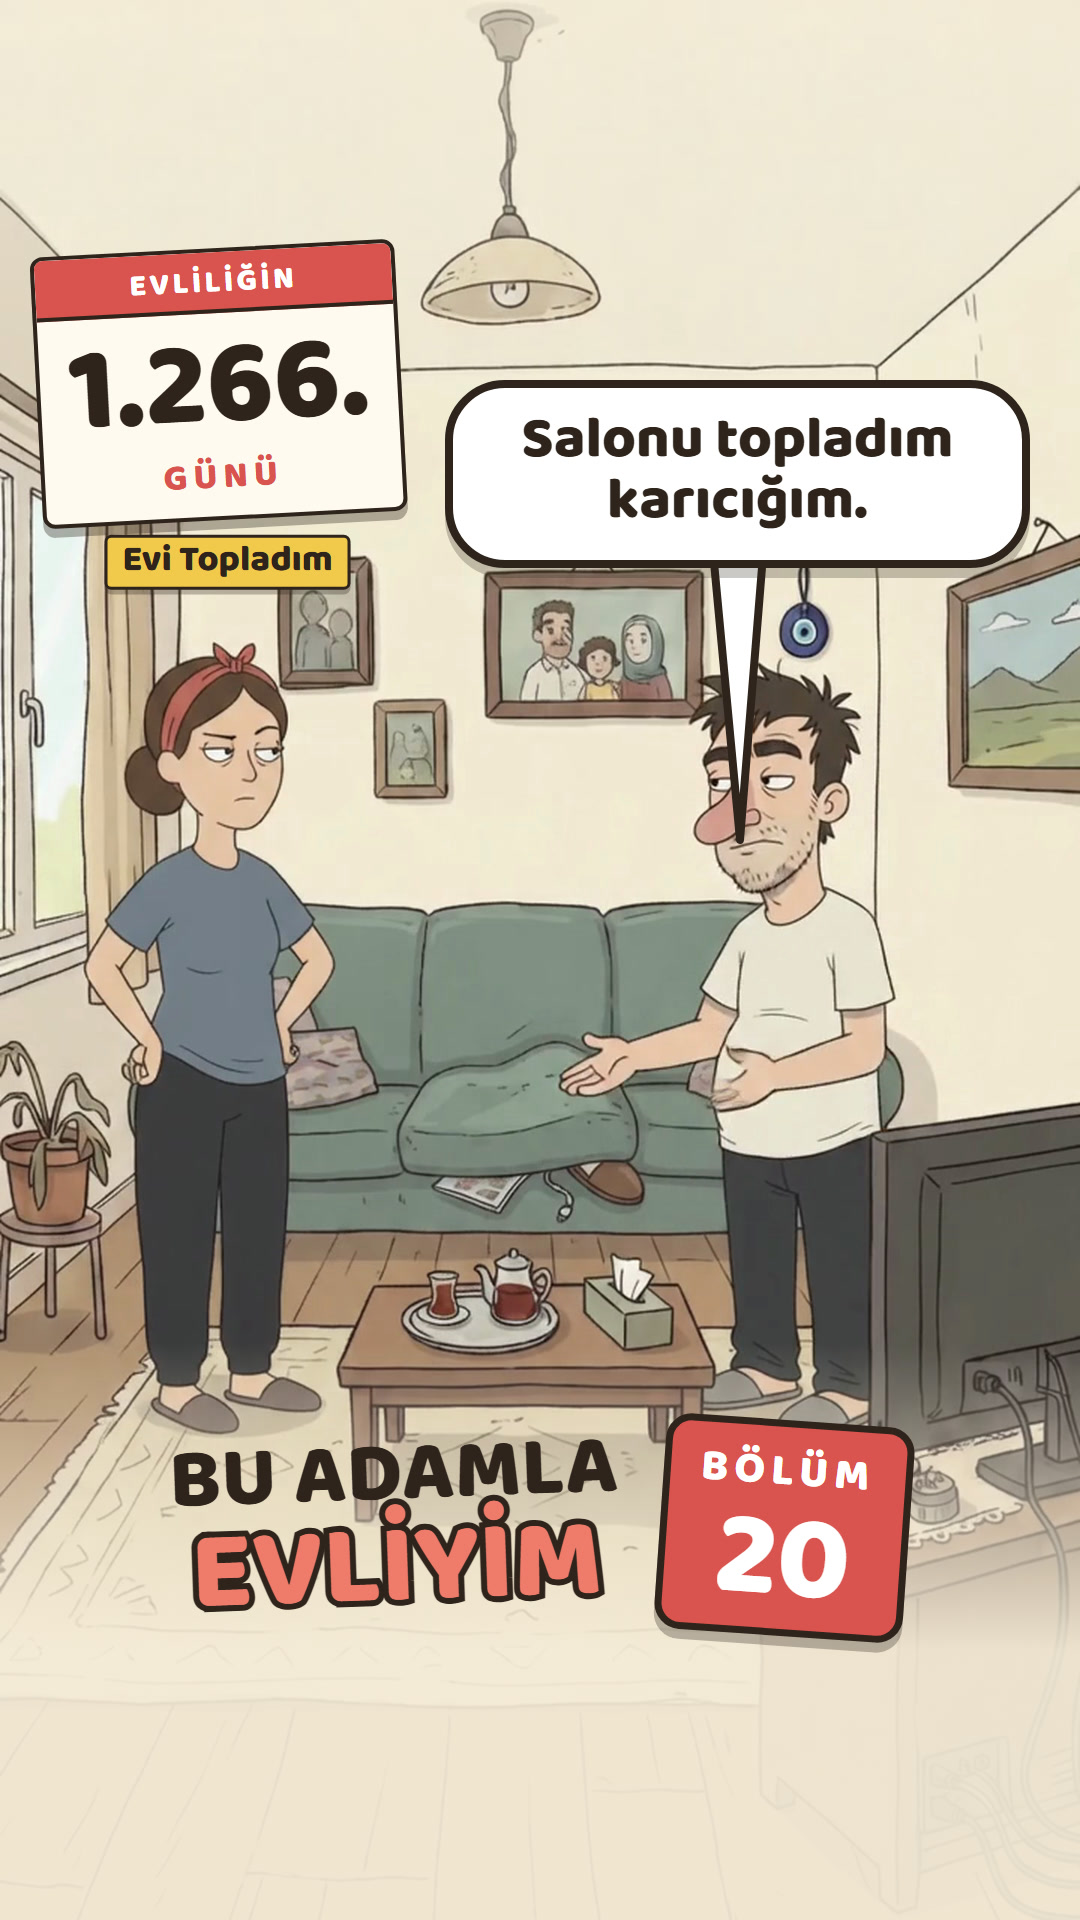 EVLİLİĞİN
1.266.
GÜNÜ
Evi Topladım
Salonu topladım
karıcığım.
BU ADAMLA
EVLİYİM
BÖLÜM
20